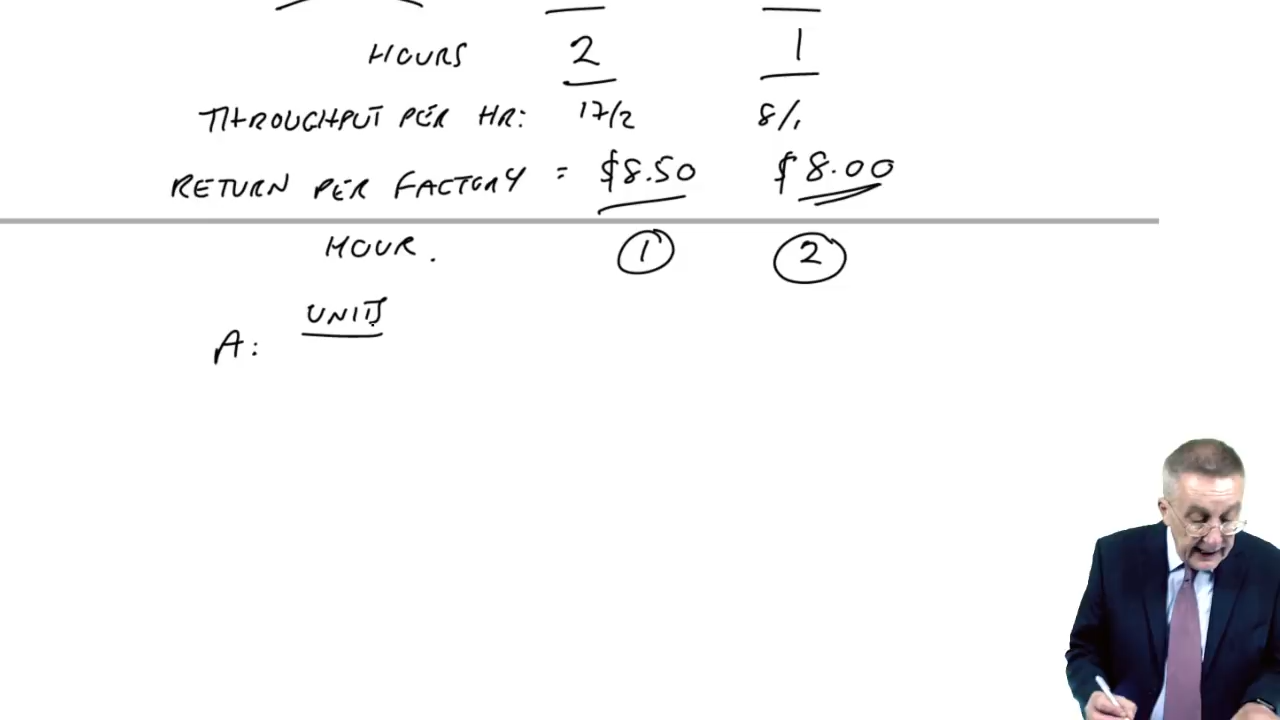 HOURS 2 1
THROUGHPUT PER HR: 17/2 8/1
RETURN PER FACTORY = $8.50 $8.00
HOUR. 1 2
UNITS
A: